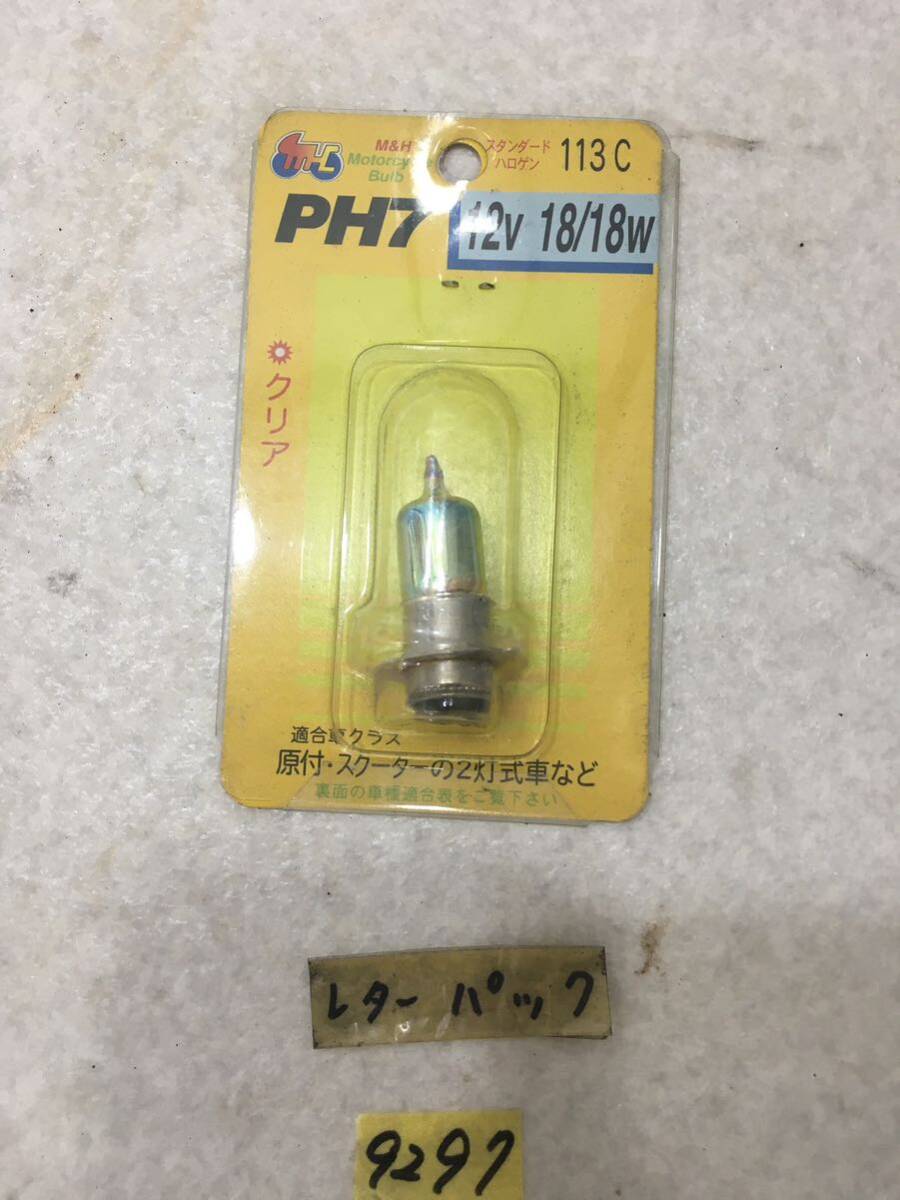 MHS
M&H
Motorcycle
Bulb
スタンダード
ハロゲン
113C
PH7
12v 18/18w
クリア
適合車クラス
原付・スクーターの2灯式車など
裏面の車種適合表をご覧下さい
レターパック
9297